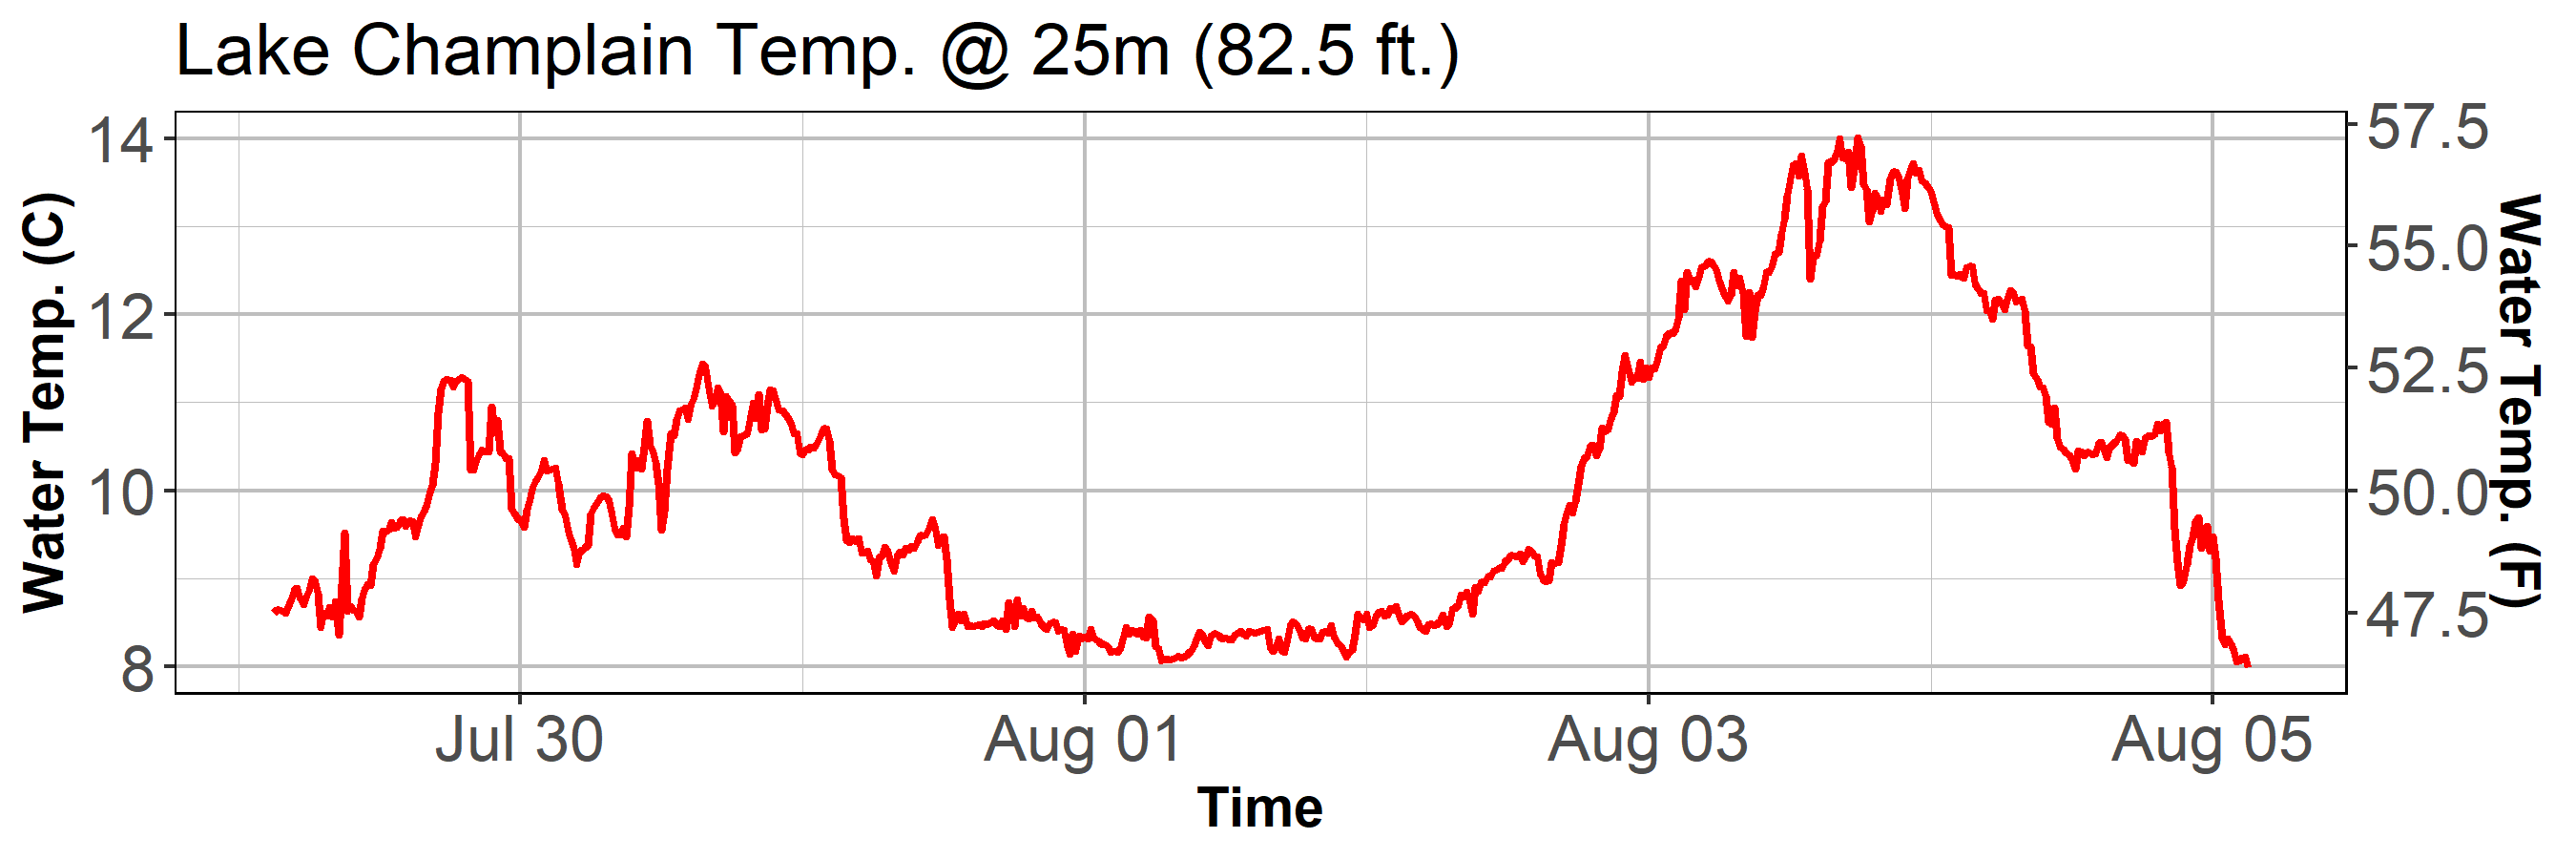 Lake Champlain Temp. @ 25m (82.5 ft.)
Water Temp. (C)
14
12
10
8
57.5
55.0
52.5
50.0
47.5
Water Temp. (F)
Jul 30
Aug 01
Aug 03
Aug 05
Time